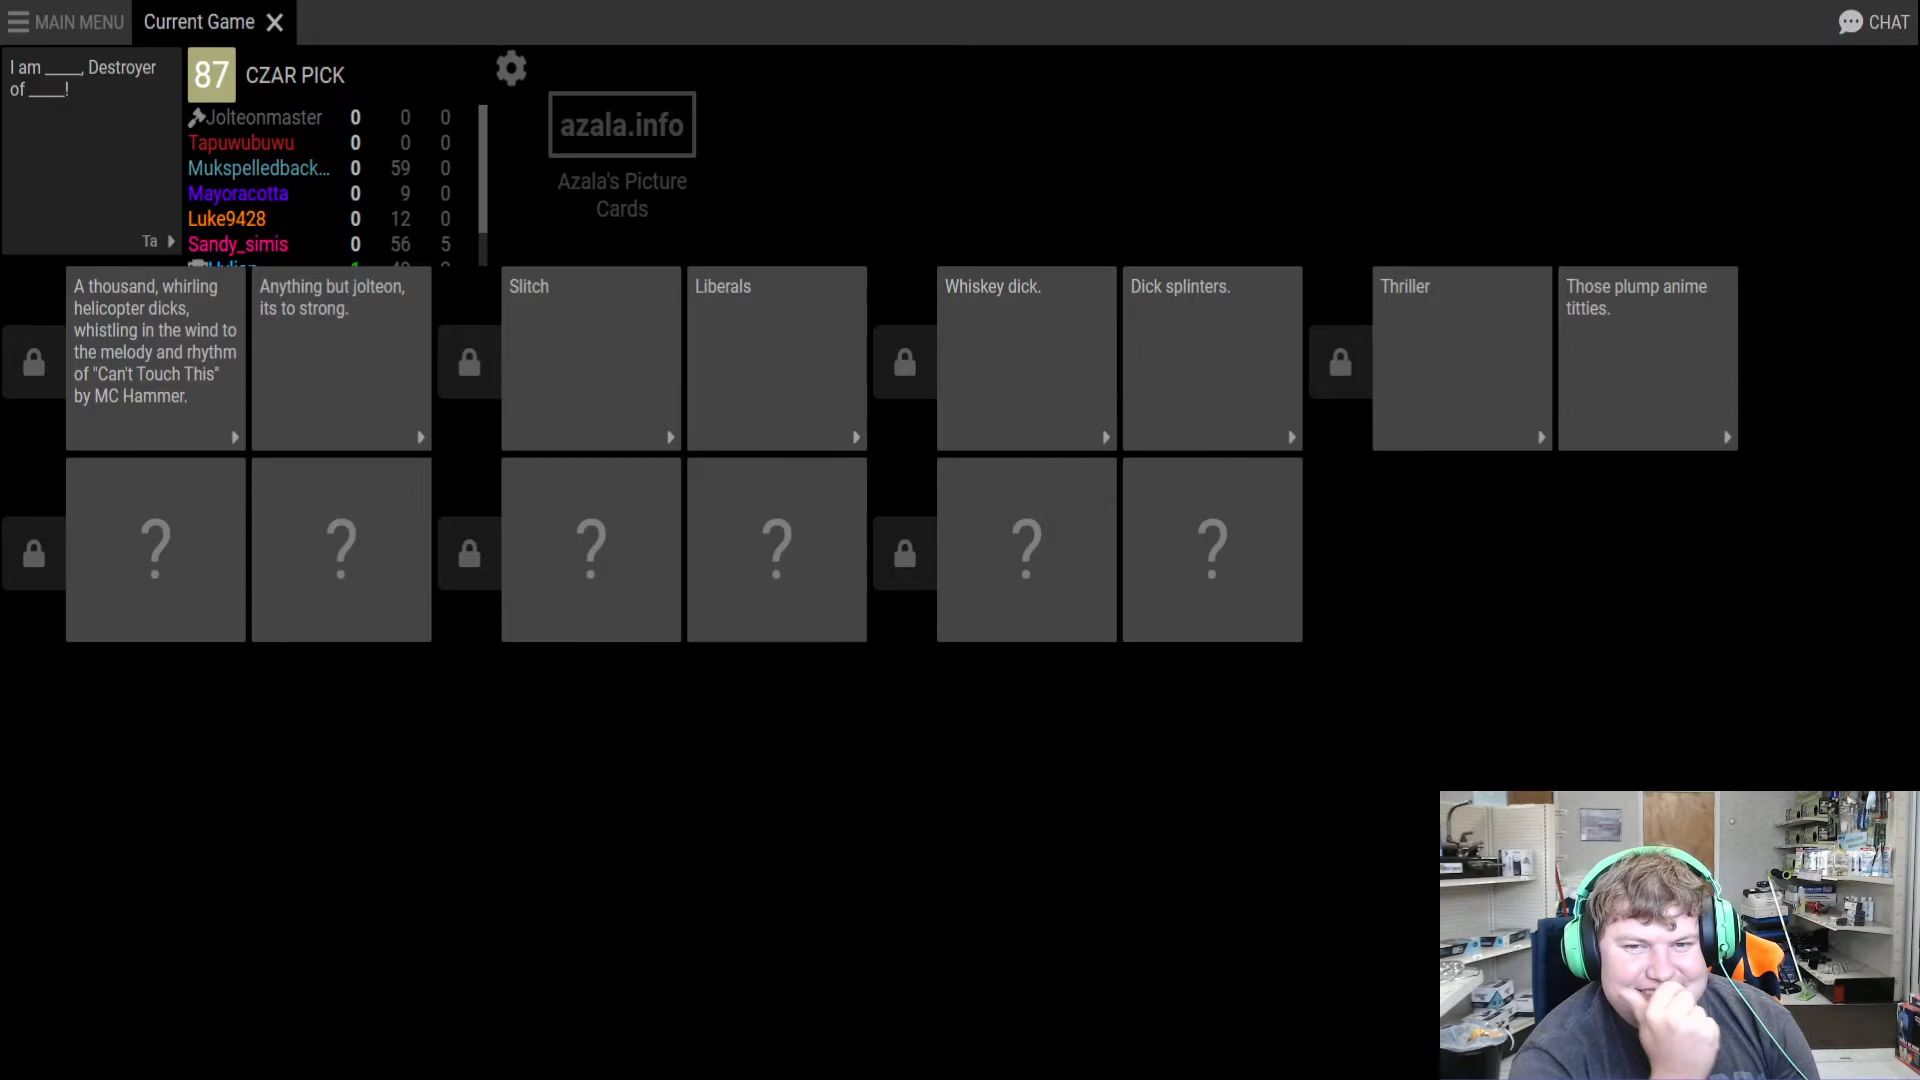 MAIN MENU
Current Game
CHAT
I am _____, Destroyer
of _____!
Ta
87
CZAR PICK
Jolteonmaster 0 0 0
Tapuwubuwu 0 0 0
Mukspelledback... 0 59 0
Mayoracotta 0 9 0
Luke9428 0 12 0
Sandy_simis 0 56 5
azala.info
Azala's Picture
Cards
A thousand, whirling
helicopter dicks,
whistling in the wind to
the melody and rhythm
of "Can't Touch This"
by MC Hammer.
Anything but jolteon,
its to strong.
Slitch
Liberals
Whiskey dick.
Dick splinters.
Thriller
Those plump anime
titties.
?
?
?
?
?
?